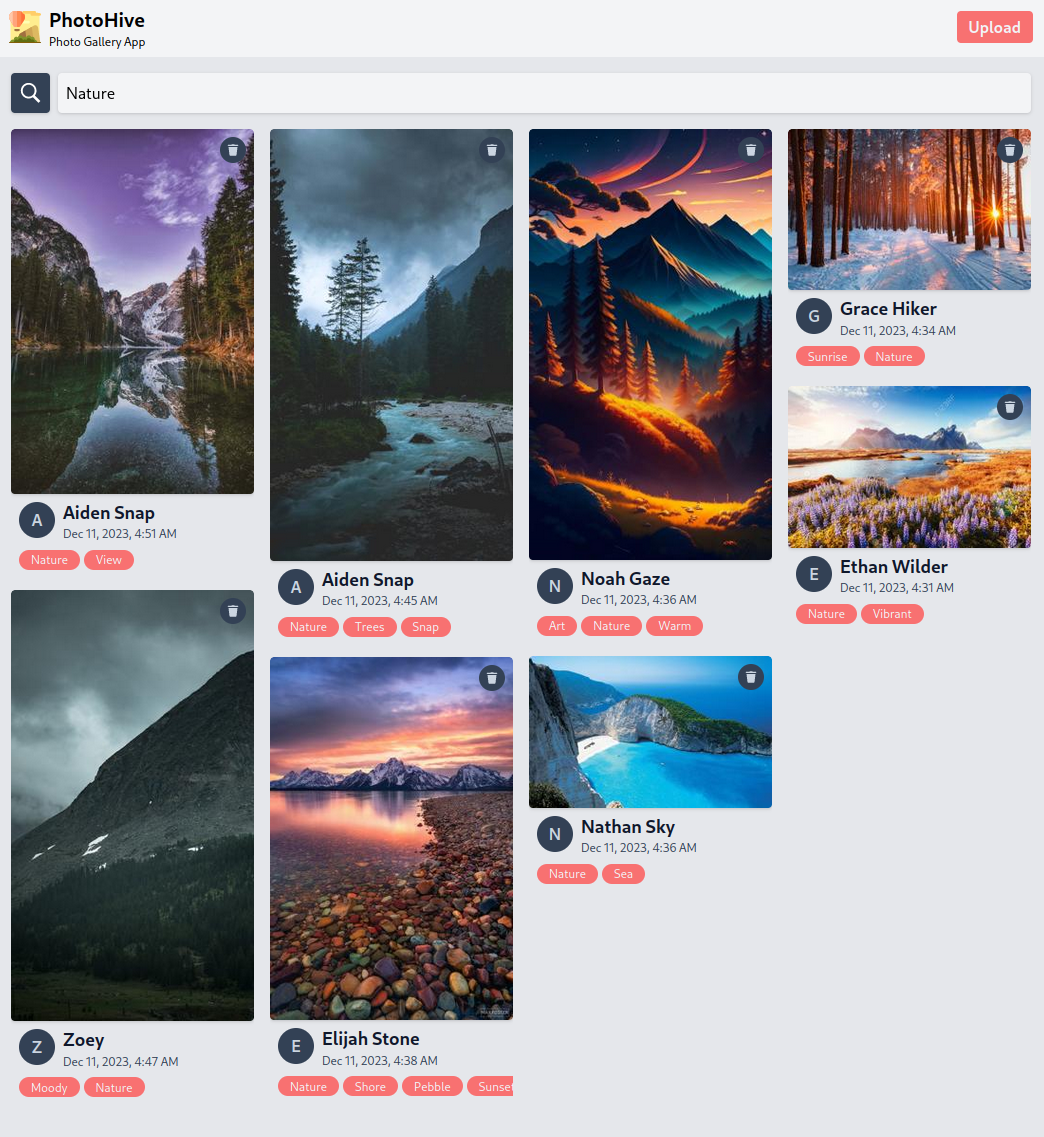 PhotoHive
Photo Gallery App
Upload
Nature
A
Aiden Snap
Dec 11, 2023, 4:51 AM
Nature View
Z
Zoey
Dec 11, 2023, 4:47 AM
Moody Nature
A
Aiden Snap
Dec 11, 2023, 4:45 AM
Nature Trees Snap
E
Elijah Stone
Dec 11, 2023, 4:38 AM
Nature Shore Pebble Sunset
N
Noah Gaze
Dec 11, 2023, 4:36 AM
Art Nature Warm
N
Nathan Sky
Dec 11, 2023, 4:36 AM
Nature Sea
G
Grace Hiker
Dec 11, 2023, 4:34 AM
Sunrise Nature
E
Ethan Wilder
Dec 11, 2023, 4:31 AM
Nature Vibrant